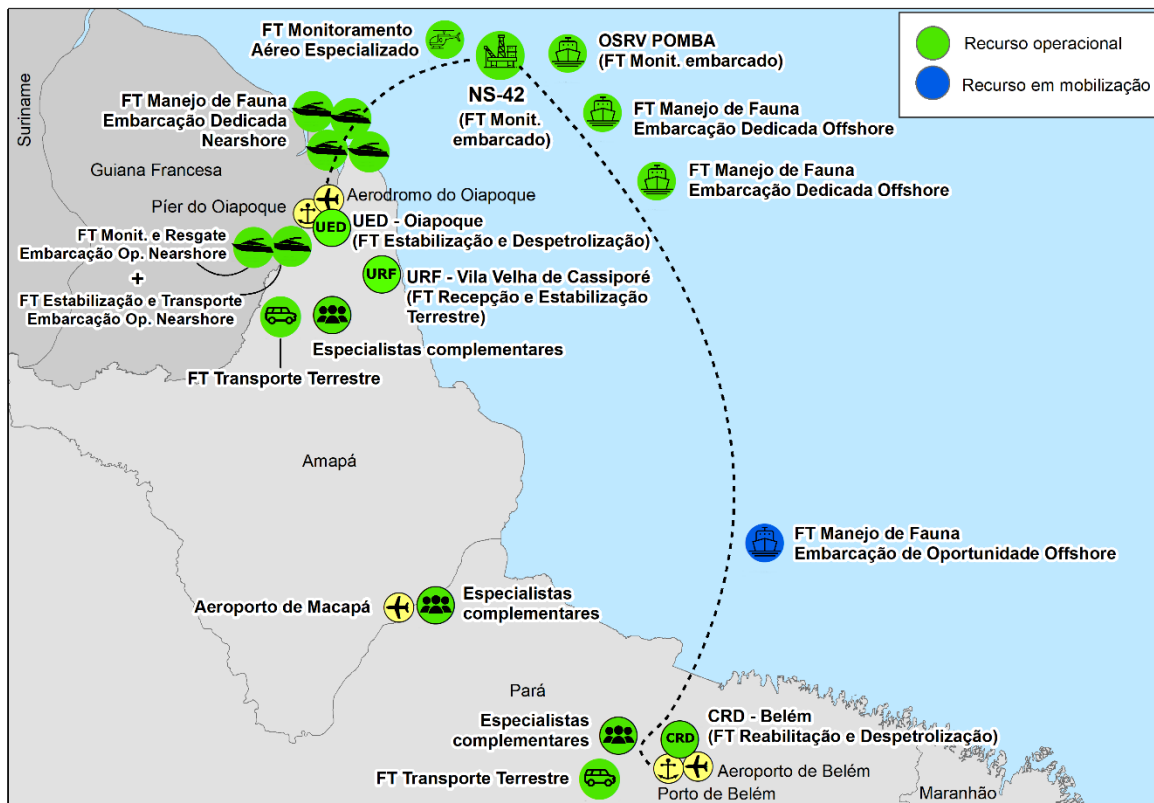 FT Monitoramento
Aéreo Especializado
OSRV POMBA
(FT Monit. embarcado)
Recurso operacional
Recurso em mobilização
NS-42
(FT Monit.
embarcado)
FT Manejo de Fauna
Embarcação Dedicada
Nearshore
FT Manejo de Fauna
Embarcação Dedicada Offshore
FT Manejo de Fauna
Embarcação Dedicada Offshore
Suriname
Guiana Francesa
Aerodromo do Oiapoque
Píer do Oiapoque
UED
UED - Oiapoque
(FT Estabilização e Despetrolização)
FT Monit. e Resgate
Embarcação Op. Nearshore
+
FT Estabilização e Transporte
Embarcação Op. Nearshore
URF
URF - Vila Velha de Cassiporé
(FT Recepção e Estabilização
Terrestre)
Especialistas complementares
FT Transporte Terrestre
Amapá
FT Manejo de Fauna
Embarcação de Oportunidade Offshore
Aeroporto de Macapá
Especialistas
complementares
Pará
Especialistas
complementares
CRD
CRD - Belém
(FT Reabilitação e Despetrolização)
FT Transporte Terrestre
Aeroporto de Belém
Porto de Belém
Maranhão